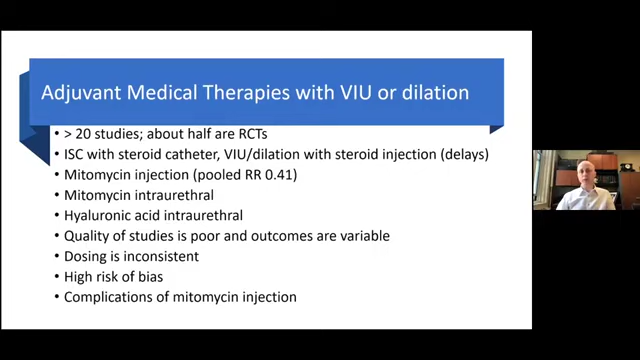 Adjuvant Medical Therapies with VIU or dilation
• > 20 studies; about half are RCTs
• ISC with steroid catheter, VIU/dilation with steroid injection (delays)
• Mitomycin injection (pooled RR 0.41)
• Mitomycin intraurethral
• Hyaluronic acid intraurethral
• Quality of studies is poor and outcomes are variable
• Dosing is inconsistent
• High risk of bias
• Complications of mitomycin injection